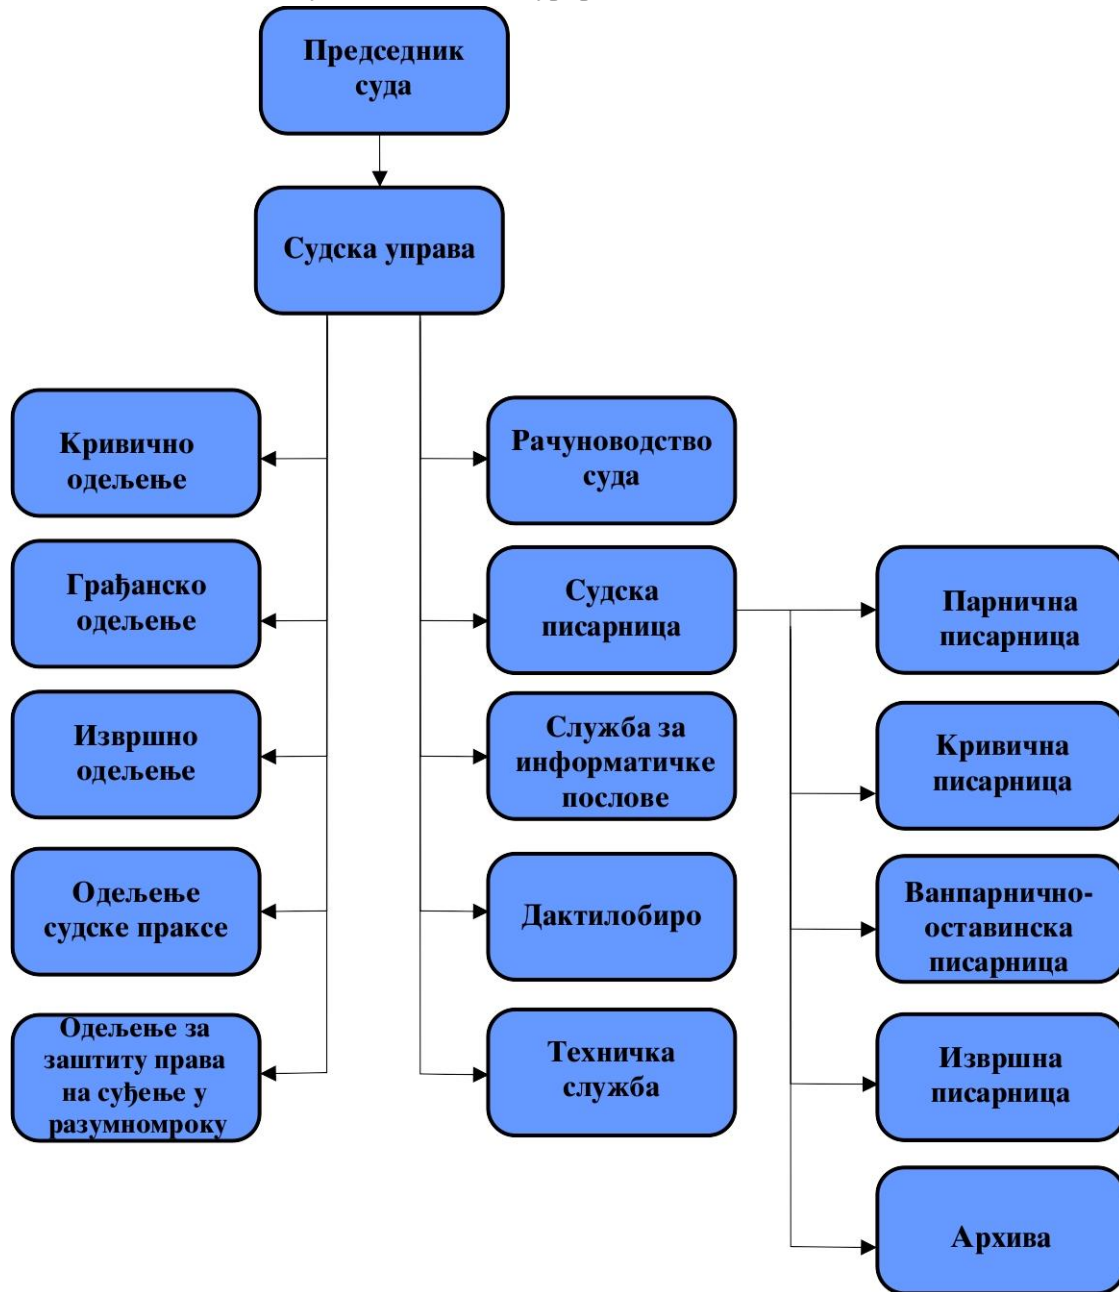 Председник
суда
Судска управа
Кривично
одељење
Грађанско
одељење
Извршно
одељење
Одељење
судске праксе
Одељење за
заштиту права
на суђење у
разумномроку
Рачуноводство
суда
Судска
писарница
Служба за
информатичке
послове
Дактилобиро
Техничка
служба
Парнична
писарница
Кривична
писарница
Ванпарнично-
оставинска
писарница
Извршна
писарница
Архива